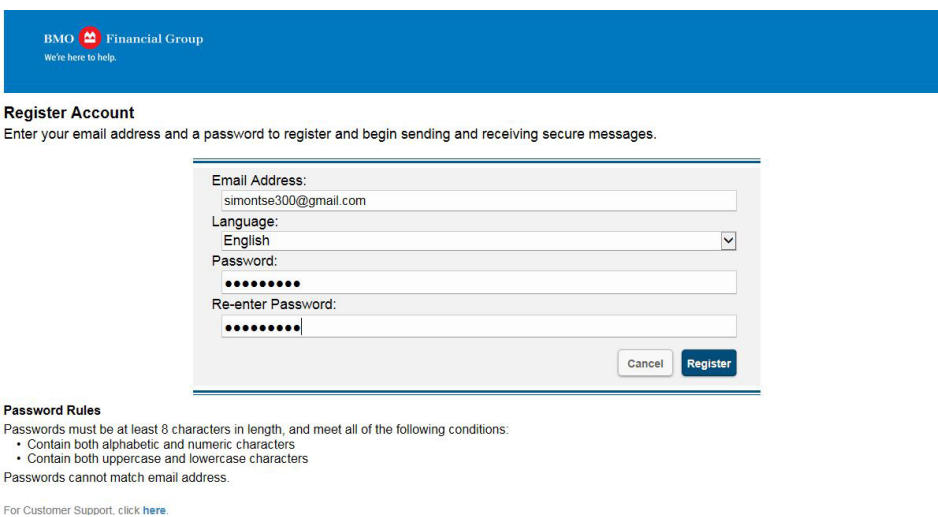 BMO Financial Group
We're here to help.
Register Account
Enter your email address and a password to register and begin sending and receiving secure messages.
Email Address:
simontse300@gmail.com
Language:
English
Password:
●●●●●●●●●
Re-enter Password:
●●●●●●●●●
Cancel Register
Password Rules
Passwords must be at least 8 characters in length, and meet all of the following conditions:
• Contain both alphabetic and numeric characters
• Contain both uppercase and lowercase characters
Passwords cannot match email address.
For Customer Support, click here.